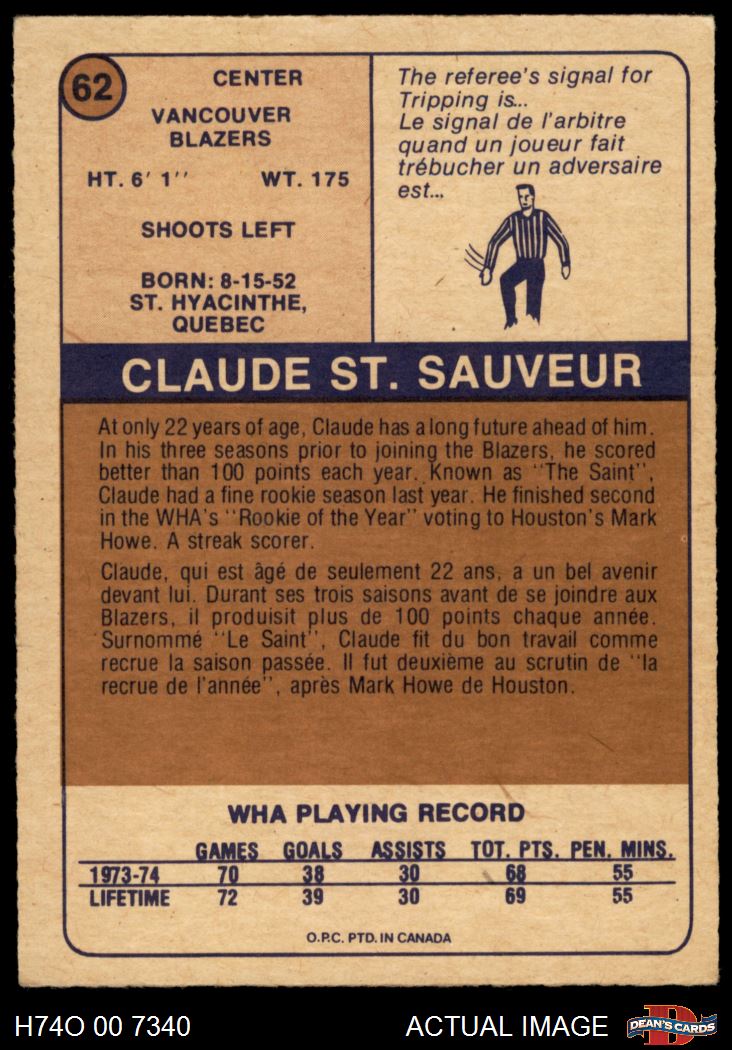 62
CENTER
VANCOUVER
BLAZERS
HT. 6' 1''
WT. 175
SHOOTS LEFT
BORN: 8-15-52
ST. HYACINTHE,
QUEBEC
The referee's signal for
Tripping is...
Le signal de l'arbitre
quand un joueur fait
trébucher un adversaire
est...
CLAUDE ST. SAUVEUR
At only 22 years of age, Claude has a long future ahead of him.
In his three seasons prior to joining the Blazers, he scored
better than 100 points each year. Known as "The Saint",
Claude had a fine rookie season last year. He finished second
in the WHA's "Rookie of the Year" voting to Houston's Mark
Howe. A streak scorer.
Claude, qui est âgé de seulement 22 ans, a un bel avenir
devant lui. Durant ses trois saisons avant de se joindre aux
Blazers, il produisit plus de 100 points chaque année.
Surnommé "Le Saint", Claude fit du bon travail comme
recrue la saison passée. Il fut deuxième au scrutin de "la
recrue de l'année", après Mark Howe de Houston.
WHA PLAYING RECORD
GAMES GOALS ASSISTS TOT. PTS. PEN. MINS.
1973-74 70 38 30 68 55
LIFETIME 72 39 30 69 55
O.P.C. PTD. IN CANADA
H74O 00 7340
ACTUAL IMAGE
D
DEAN'S CARDS